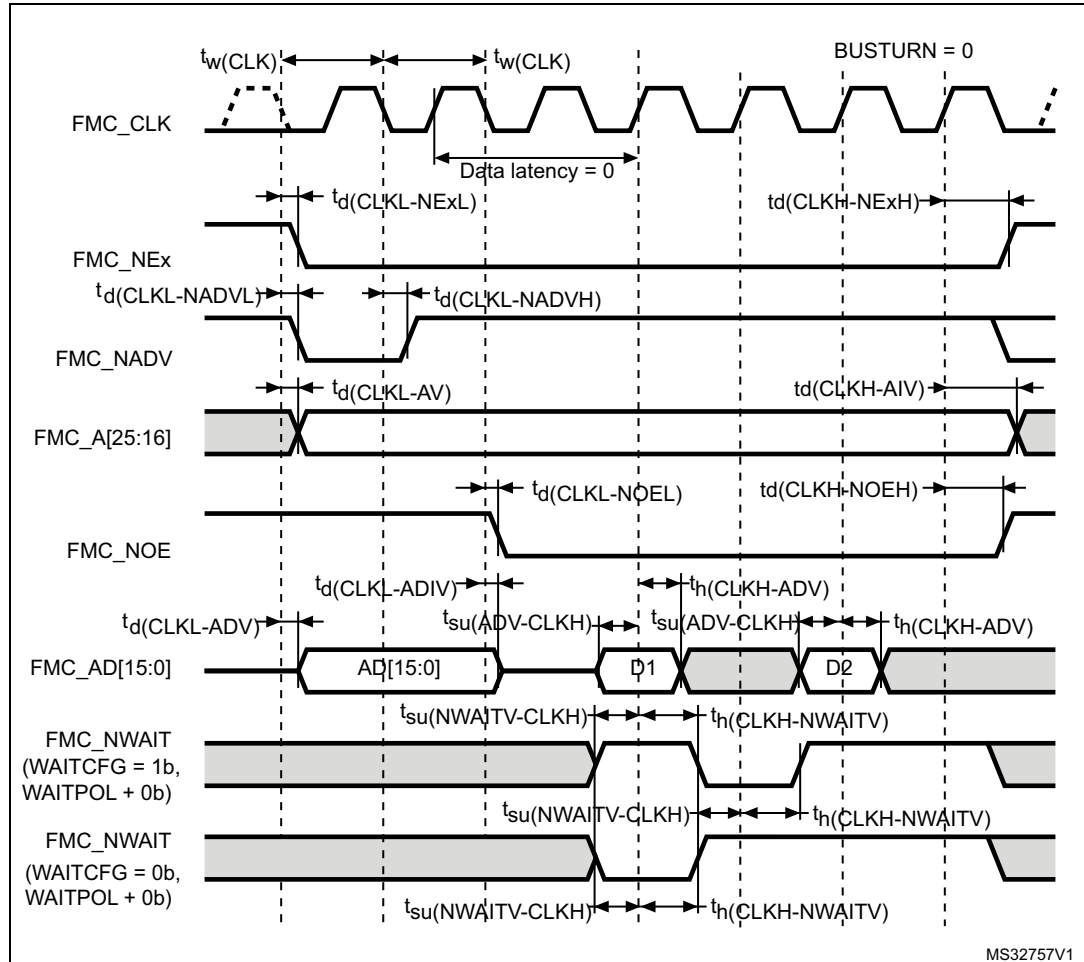 tw(CLK) tw(CLK) BUSTURN = 0
FMC_CLK
Data latency = 0
td(CLKL-NExL) td(CLKH-NExH)
FMC_NEx
td(CLKL-NADVL) td(CLKL-NADVH)
FMC_NADV
td(CLKL-AV) td(CLKH-AIV)
FMC_A[25:16]
td(CLKL-NOEL) td(CLKH-NOEH)
FMC_NOE
td(CLKL-ADIV) th(CLKH-ADV)
td(CLKL-ADV) tsu(ADV-CLKH) tsu(ADV-CLKH) th(CLKH-ADV)
FMC_AD[15:0] AD[15:0] D1 D2
tsu(NWAITV-CLKH) th(CLKH-NWAITV)
FMC_NWAIT
(WAITCFG = 1b,
WAITPOL + 0b)
tsu(NWAITV-CLKH) th(CLKH-NWAITV)
FMC_NWAIT
(WAITCFG = 0b,
WAITPOL + 0b)
tsu(NWAITV-CLKH) th(CLKH-NWAITV)
MS32757V1